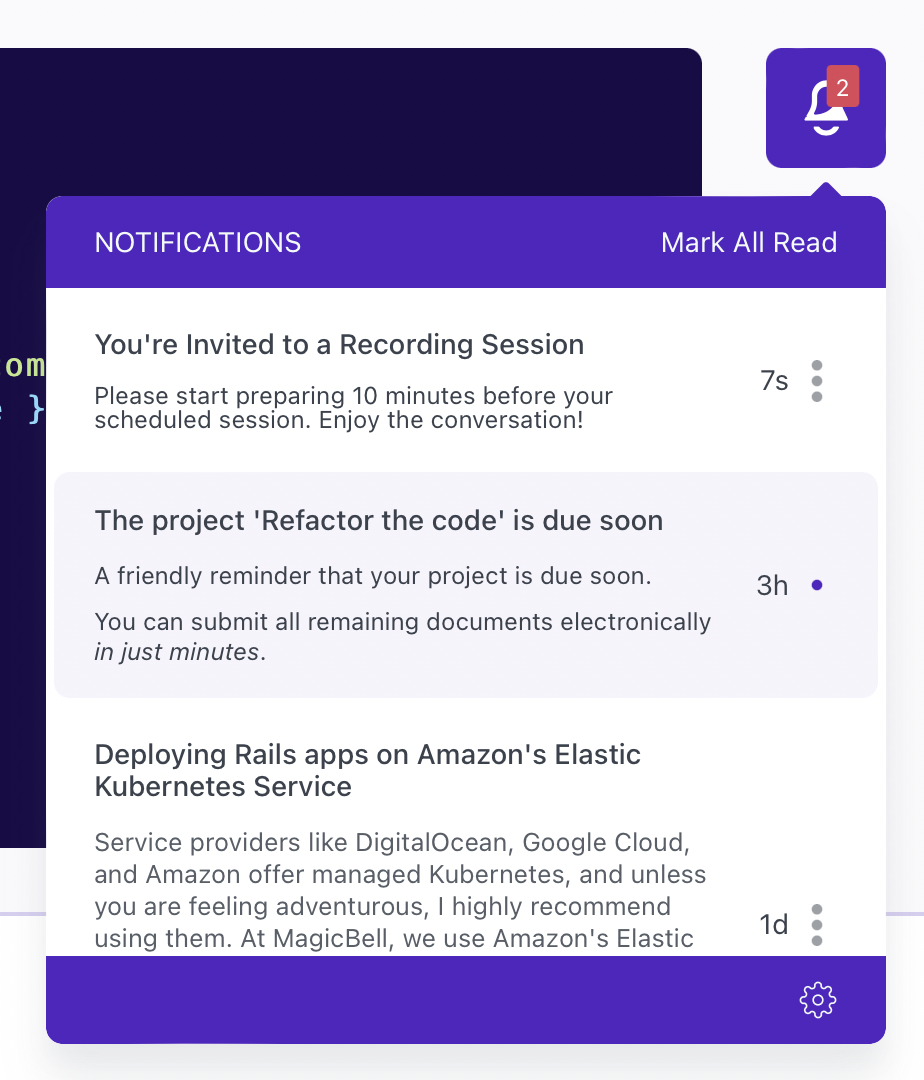 2
NOTIFICATIONS Mark All Read
You're Invited to a Recording Session
Please start preparing 10 minutes before your
scheduled session. Enjoy the conversation!
7s
om
}
The project 'Refactor the code' is due soon
A friendly reminder that your project is due soon.
You can submit all remaining documents electronically
in just minutes.
3h
Deploying Rails apps on Amazon's Elastic
Kubernetes Service
Service providers like DigitalOcean, Google Cloud,
and Amazon offer managed Kubernetes, and unless
you are feeling adventurous, I highly recommend
using them. At MagicBell, we use Amazon's Elastic
1d